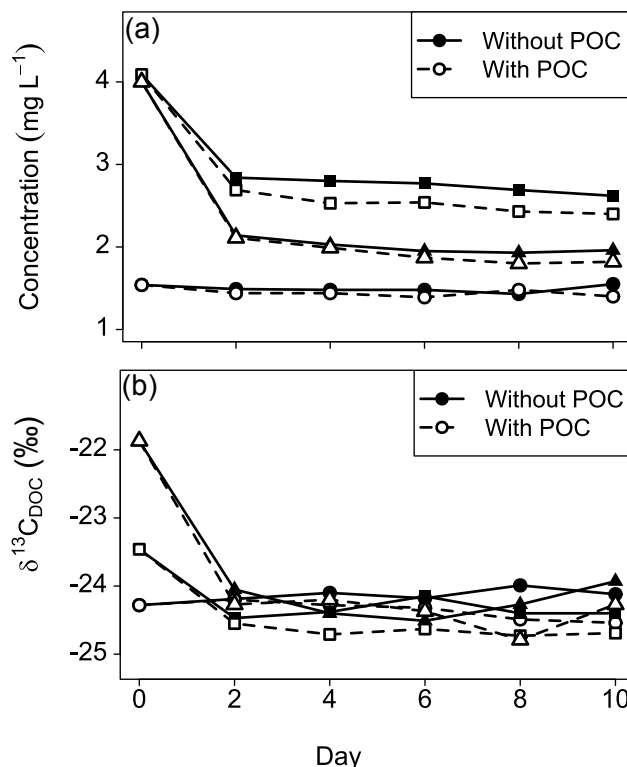 (a)
Without POC
With POC
4
3
2
1
Concentration (mg L⁻¹)
(b)
Without POC
With POC
-22
-23
-24
-25
δ¹³C_DOC (‰)
0 2 4 6 8 10
Day